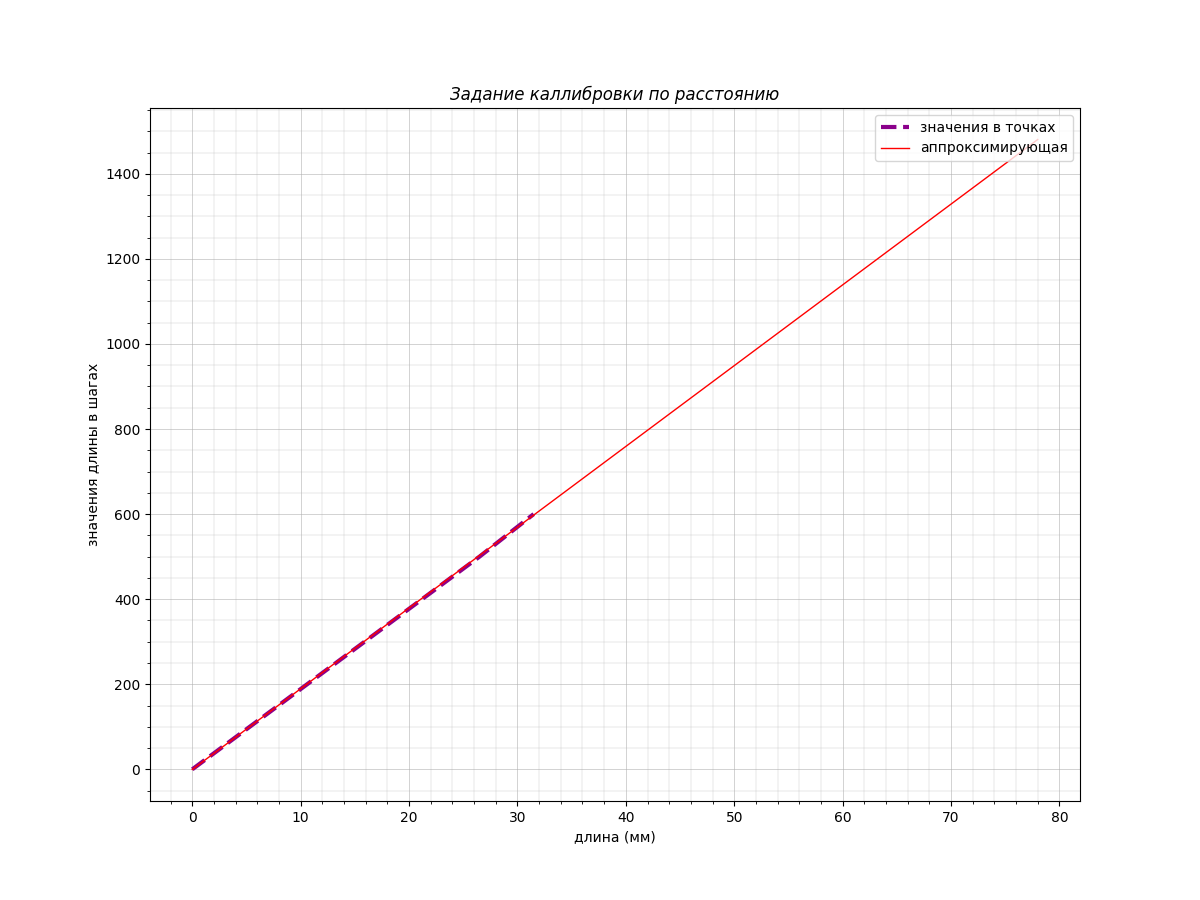 Задание каллибровки по расстоянию
значения в точках
аппроксимирующая
значения длины в шагах
1400
1200
1000
800
600
400
200
0
0 10 20 30 40 50 60 70 80
длина (мм)